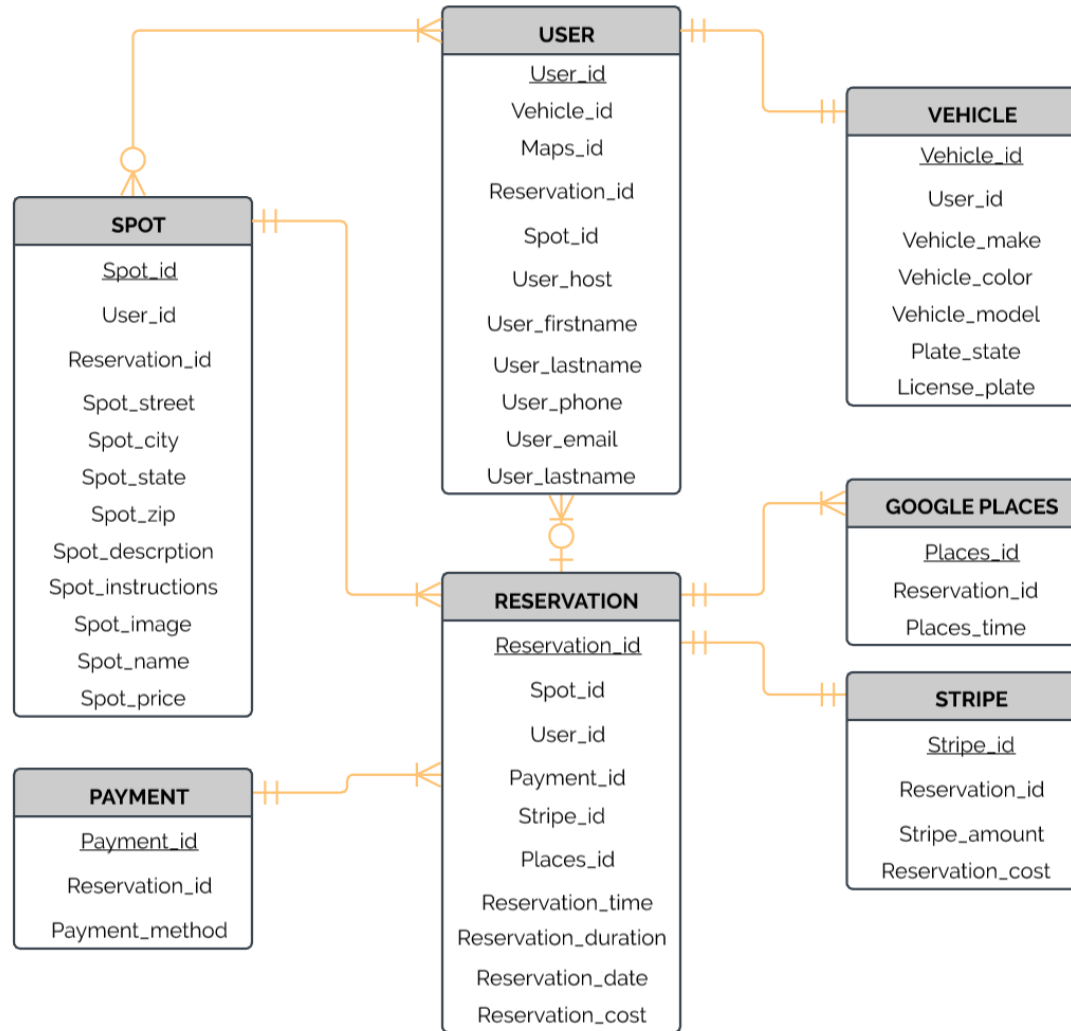 USER
User_id
Vehicle_id
Maps_id
Reservation_id
Spot_id
User_host
User_firstname
User_lastname
User_phone
User_email
User_lastname
VEHICLE
Vehicle_id
User_id
Vehicle_make
Vehicle_color
Vehicle_model
Plate_state
License_plate
SPOT
Spot_id
User_id
Reservation_id
Spot_street
Spot_city
Spot_state
Spot_zip
Spot_descrption
Spot_instructions
Spot_image
Spot_name
Spot_price
GOOGLE PLACES
Places_id
Reservation_id
Places_time
RESERVATION
Reservation_id
Spot_id
User_id
Payment_id
Stripe_id
Places_id
Reservation_time
Reservation_duration
Reservation_date
Reservation_cost
STRIPE
Stripe_id
Reservation_id
Stripe_amount
Reservation_cost
PAYMENT
Payment_id
Reservation_id
Payment_method